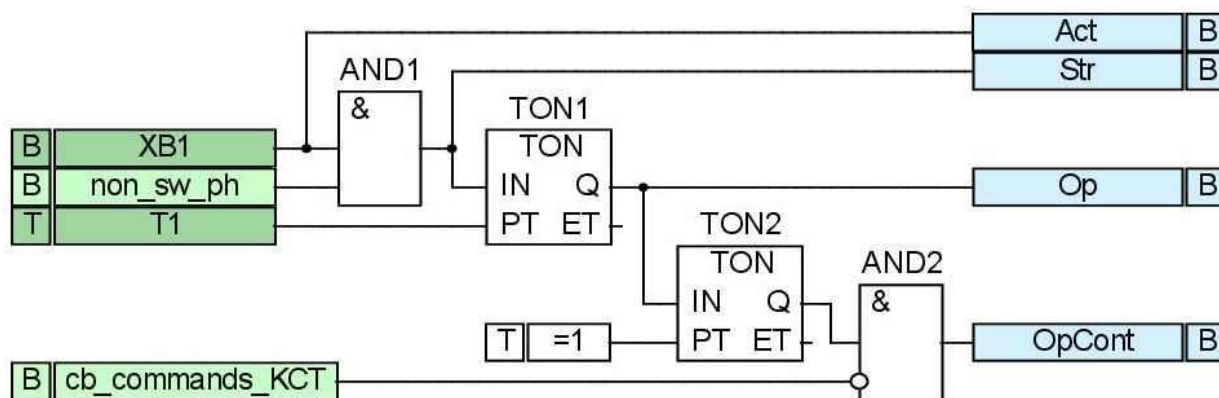 Act B
AND1
Str B
&
TON1
B XB1
TON
B non_sw_ph
IN Q
Op B
T T1
PT ET
TON2
TON
AND2
IN Q
&
T =1
PT ET
OpCont B
B cb_commands_KCT